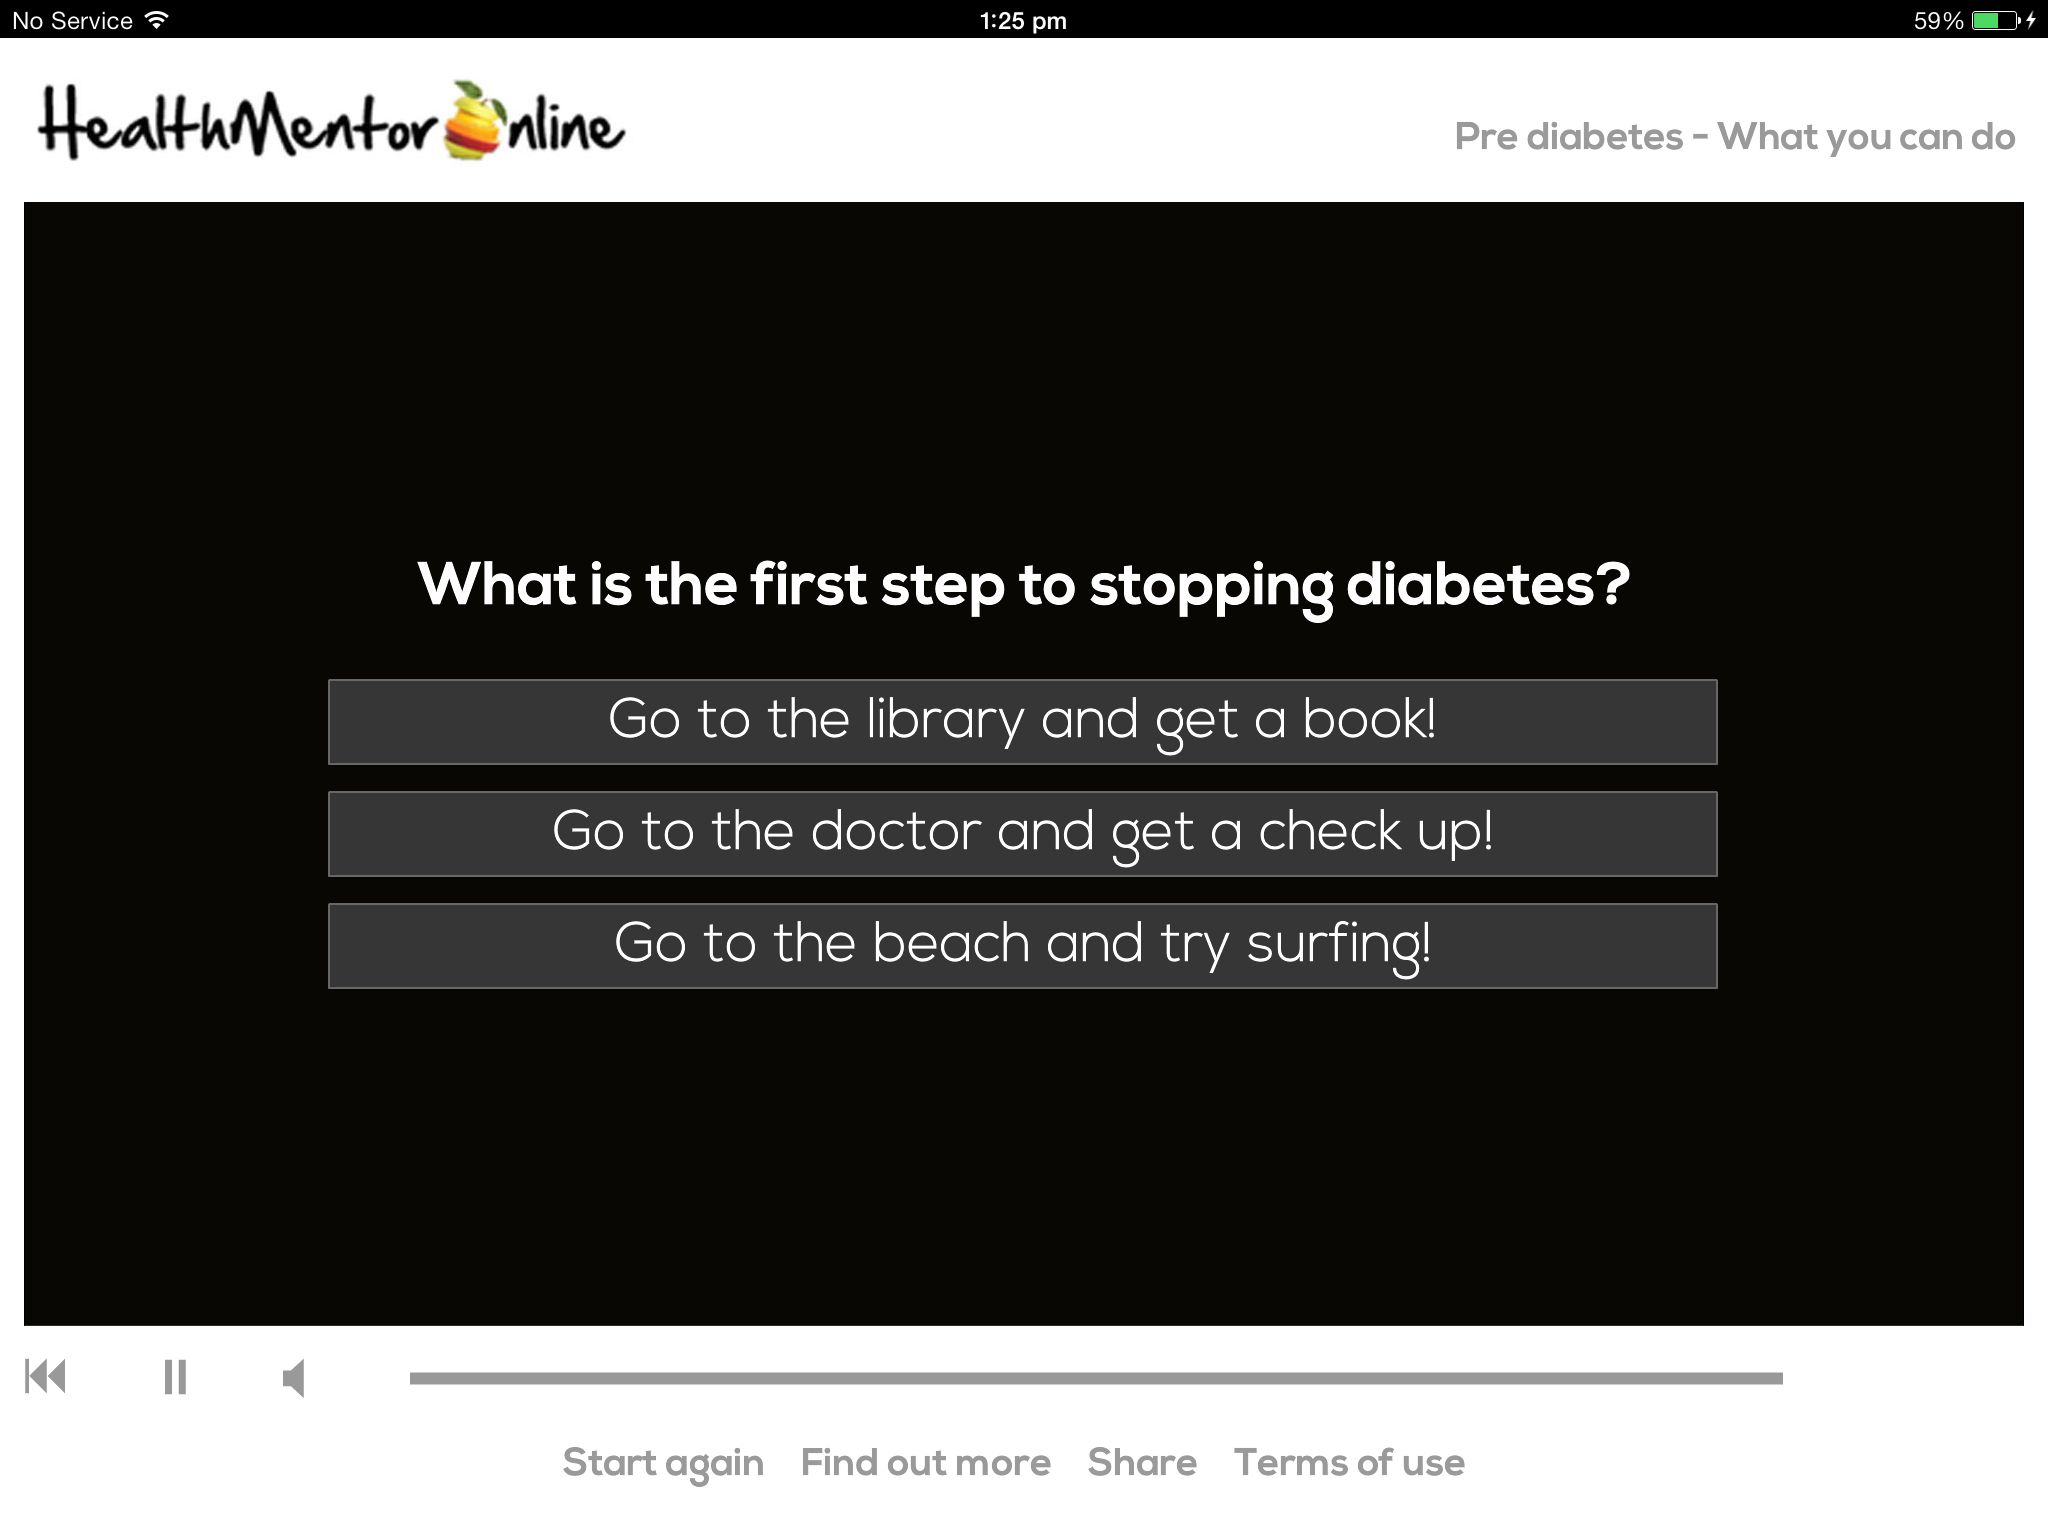 No Service
1:25 pm
59%
HealthMentorOnline
Pre diabetes - What you can do
What is the first step to stopping diabetes?
Go to the library and get a book!
Go to the doctor and get a check up!
Go to the beach and try surfing!
Start again
Find out more
Share
Terms of use